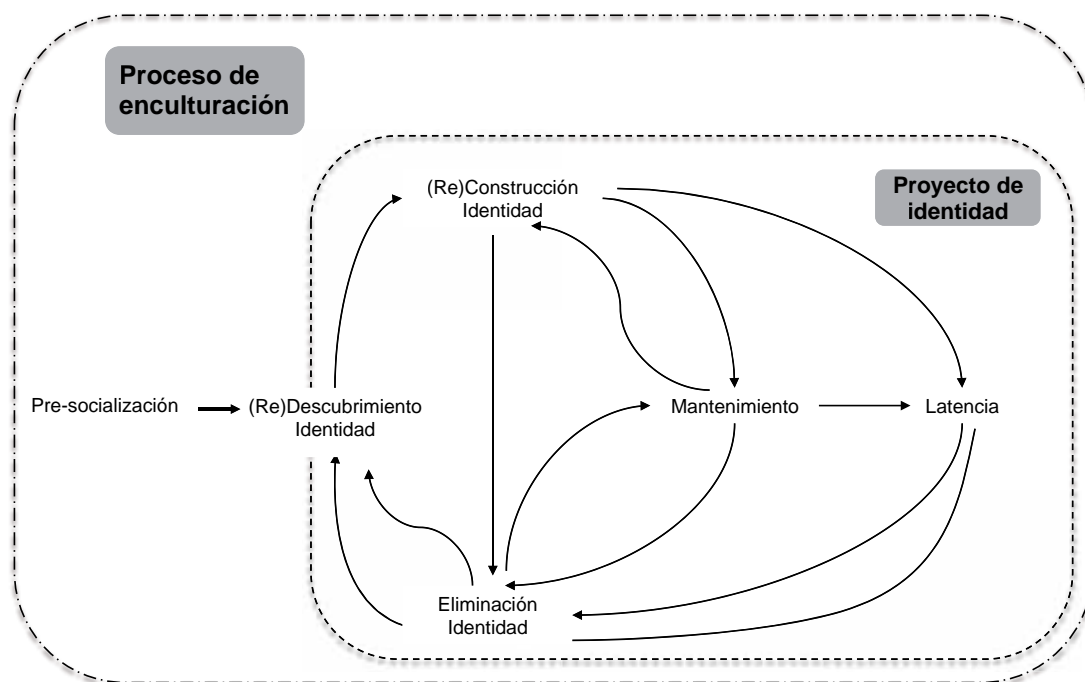 Proceso de
enculturación
(Re)Construcción
Identidad
Proyecto de
identidad
Pre-socialización
(Re)Descubrimiento
Identidad
Mantenimiento
Latencia
Eliminación
Identidad